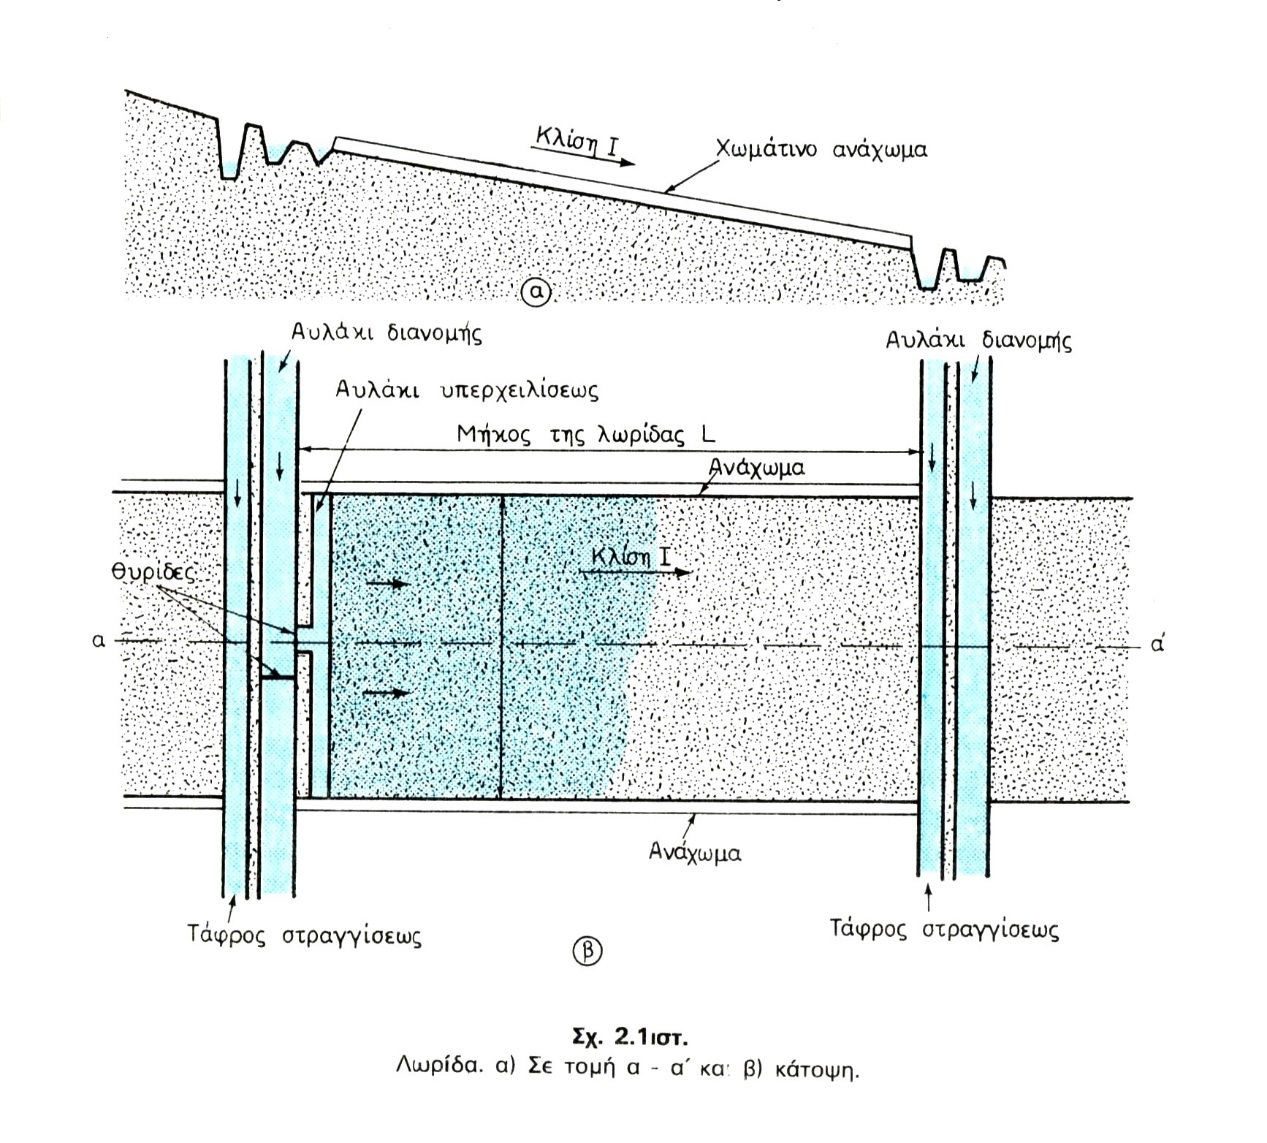 Κλίση Ι
Χωμάτινο ανάχωμα
α
Αυλάκι διανομής
Αυλάκι διανομής
Αυλάκι υπερχειλίσεως
Μήκος της λωρίδας L
Ανάχωμα
Κλίση Ι
Θυρίδες
α
α΄
Ανάχωμα
Τάφρος στραγγίσεως
Τάφρος στραγγίσεως
β
Σχ. 2.1ιστ.
Λωρίδα. α) Σε τομή α - α΄ κα: β) κάτοψη.